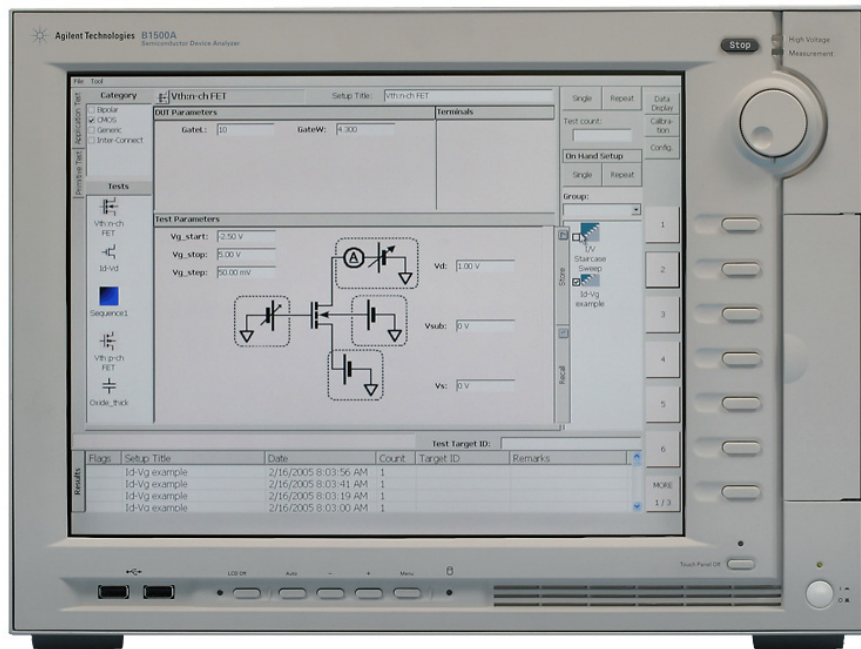 Agilent Technologies B1500A
Semiconductor Device Analyzer
Stop
High Voltage
Measurement
File Tool
Application Test
Primitive Test
Category
Bipolar
CMOS
Generic
Inter-Connect
Tests
Vth n-ch
FET
Id-Vd
Sequence1
Vth p-ch
FET
Oxide_thick
Vth:n-ch FET
Setup Title:
Vth:n-ch FET
DUT Parameters
Terminals
GateL: 10
GateW: 4.300
Test Parameters
Vg_start: -2.50 V
Vg_stop: 5.00 V
Vg_step: 50.00 mV
A
Vd: 1.00 V
Vsub: 0 V
Vs: 0 V
Store
Recall
Single Repeat
Test count:
On Hand Setup
Single Repeat
Group:
I/V
Staircase
Sweep
Id-Vg
example
Data
Display
Calibra-
tion
Config.
1
2
3
4
5
6
MORE
1 / 3
Test Target ID:
Results
Flags Setup Title Date Count Target ID Remarks
Id-Vg example 2/16/2005 8:03:56 AM 1
Id-Vg example 2/16/2005 8:03:41 AM 1
Id-Vg example 2/16/2005 8:03:19 AM 1
Id-Vg example 2/16/2005 8:03:00 AM 1
Touch Panel Off
LCD Off Auto - + Menu